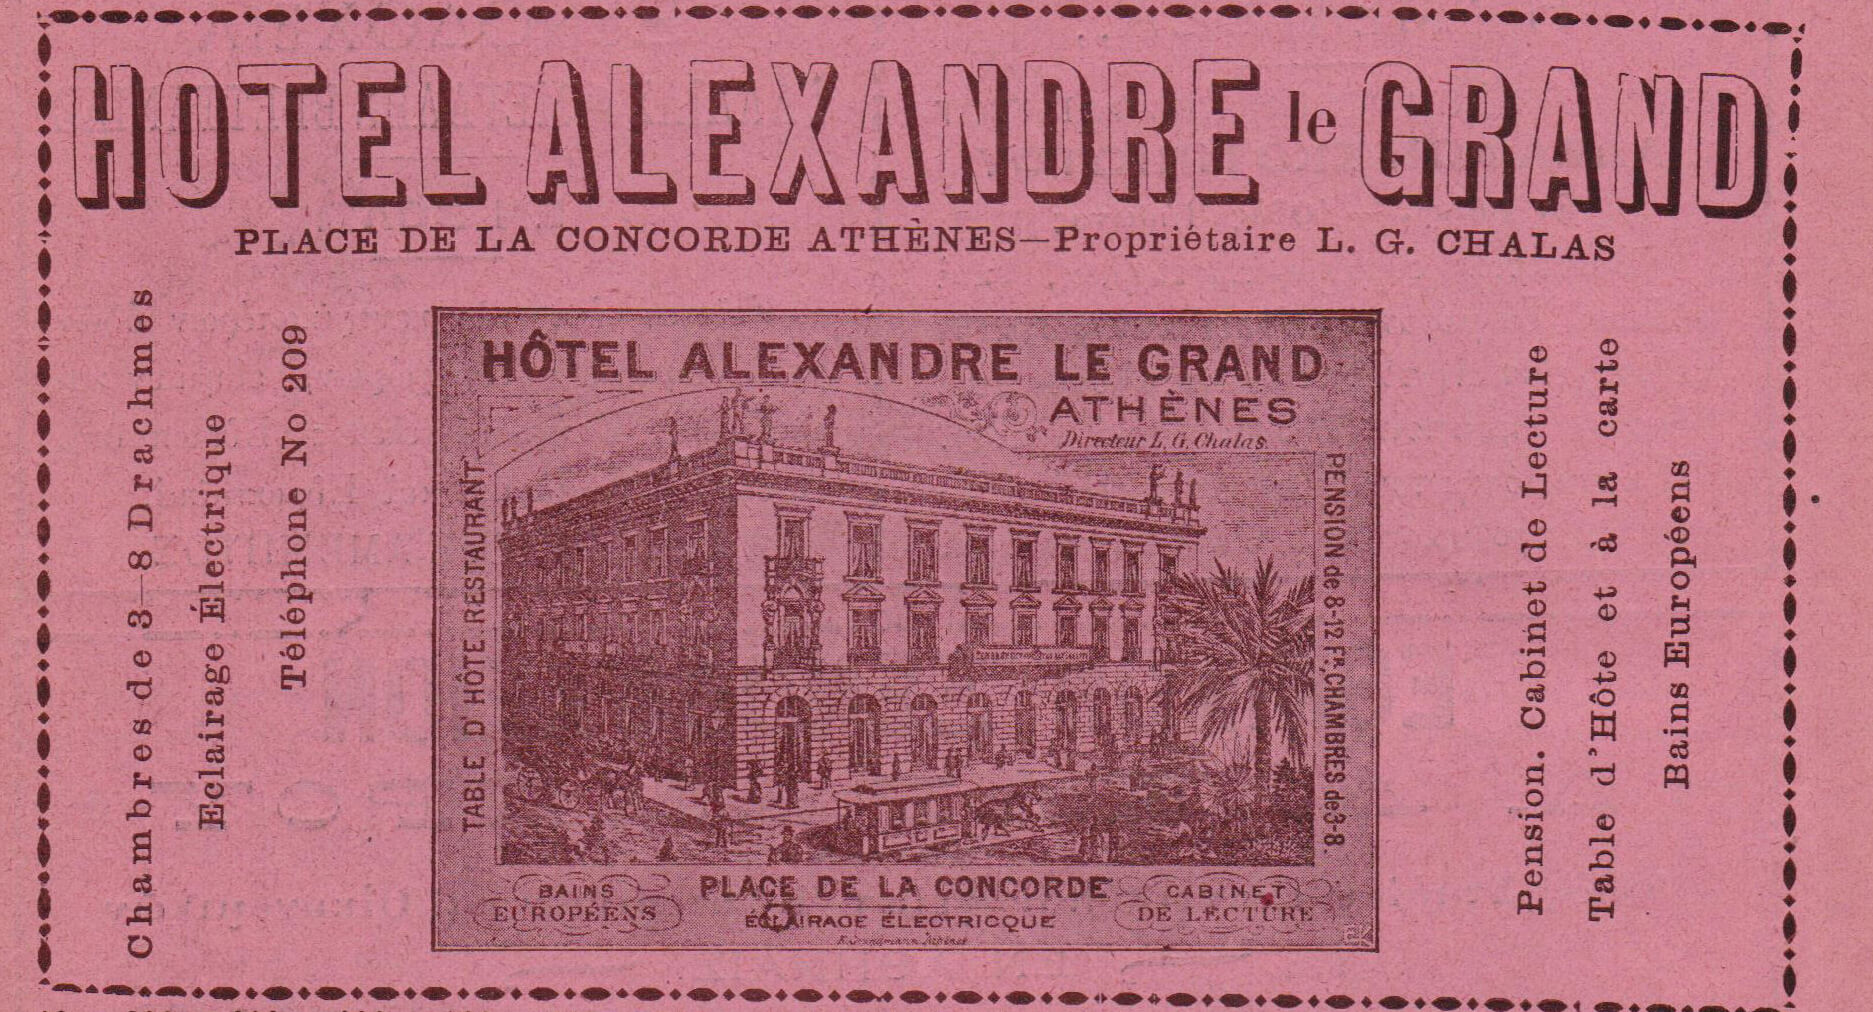 HOTEL ALEXANDRE le GRAND
PLACE DE LA CONCORDE ATHÈNES—Propriétaire L. G. CHALAS
Chambres de 3—8 Drachmes
Eclairage Électrique
Téléphone No 209
HÔTEL ALEXANDRE LE GRAND
ATHÈNES
Directeur L. G. Chalas
TABLE D'HÔTE. RESTAURANT
PENSION de 8-12 Fr. CHAMBRES de 3-8
BAINS
EUROPÉENS
PLACE DE LA CONCORDE
ÉCLAIRAGE ÉLECTRICQUE
CABINET
DE LECTURE
Pension. Cabinet de Lecture
Table d'Hôte et à la carte
Bains Européens